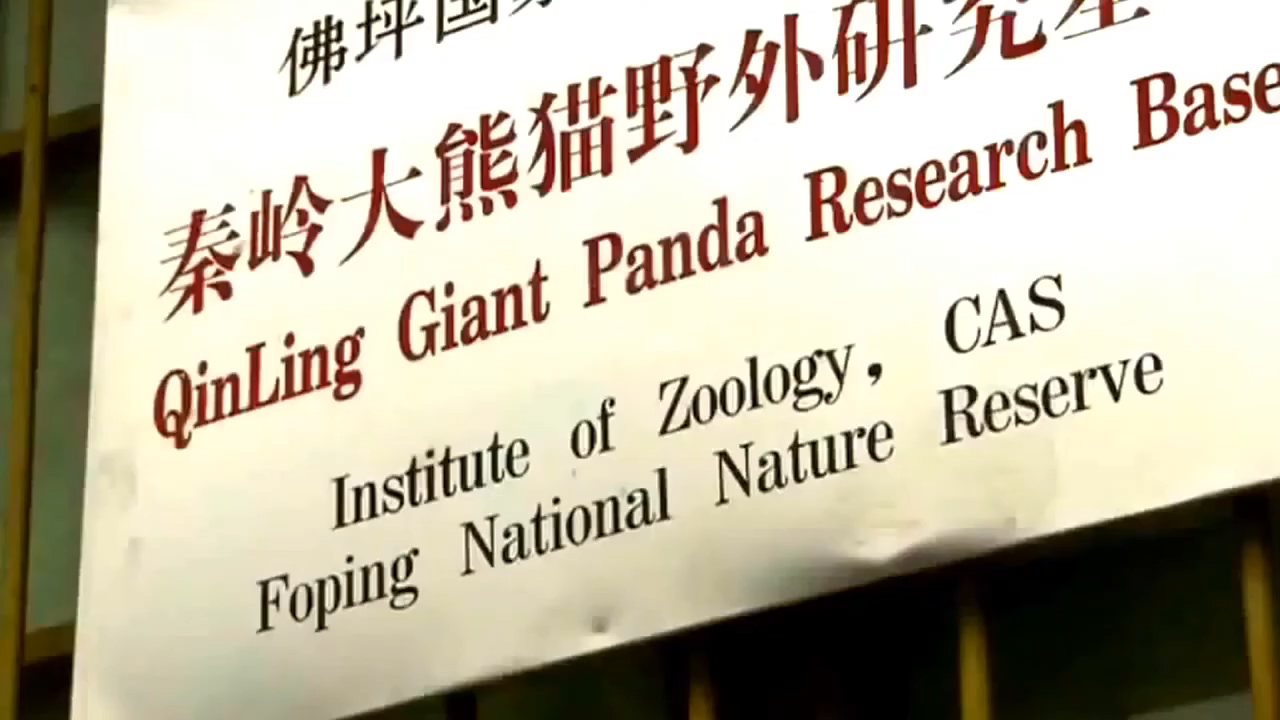 佛坪国
秦岭大熊猫野外研究
QinLing Giant Panda Research Base
Institute of Zoology, CAS
Foping National Nature Reserve